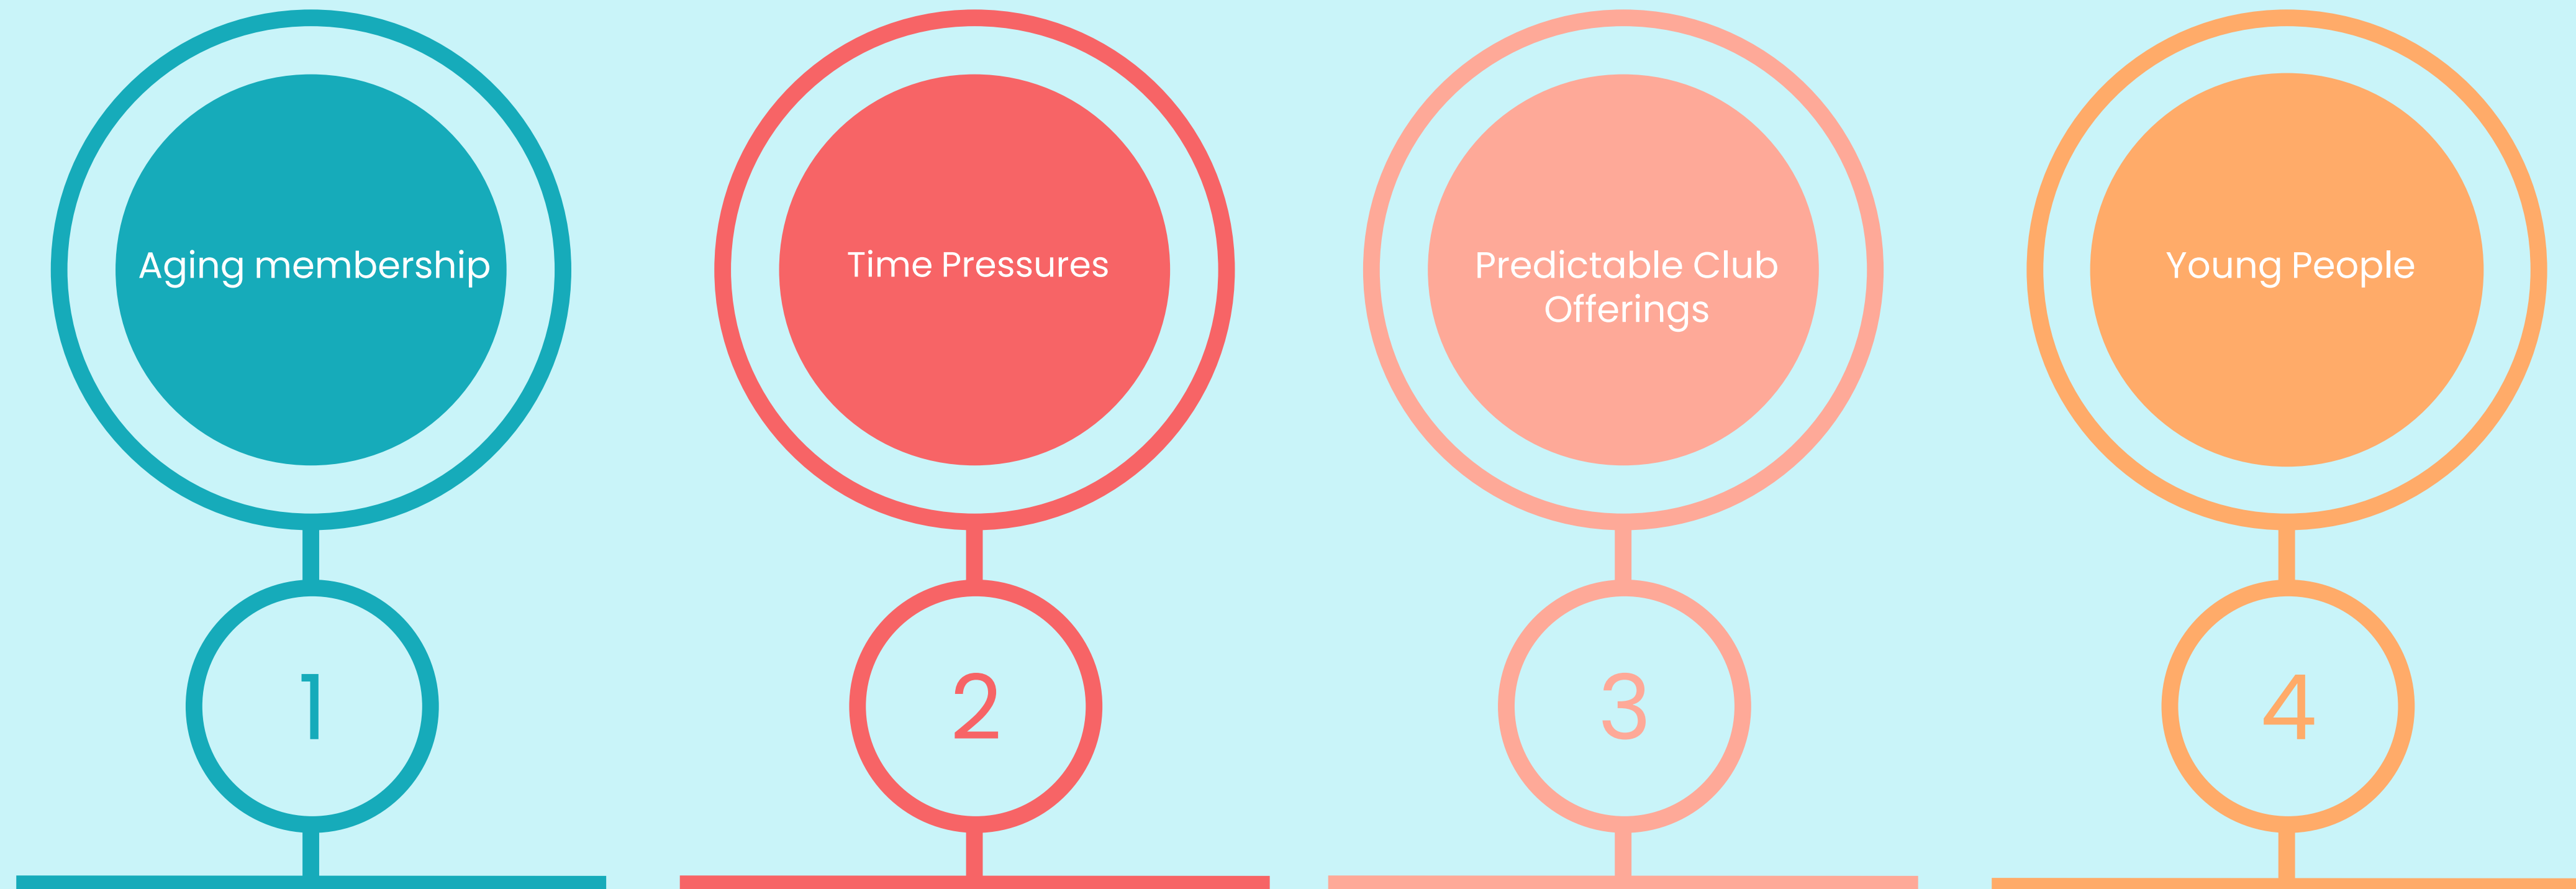 Aging membership
Time Pressures
Predictable Club
Offerings
Young People
1
2
3
4